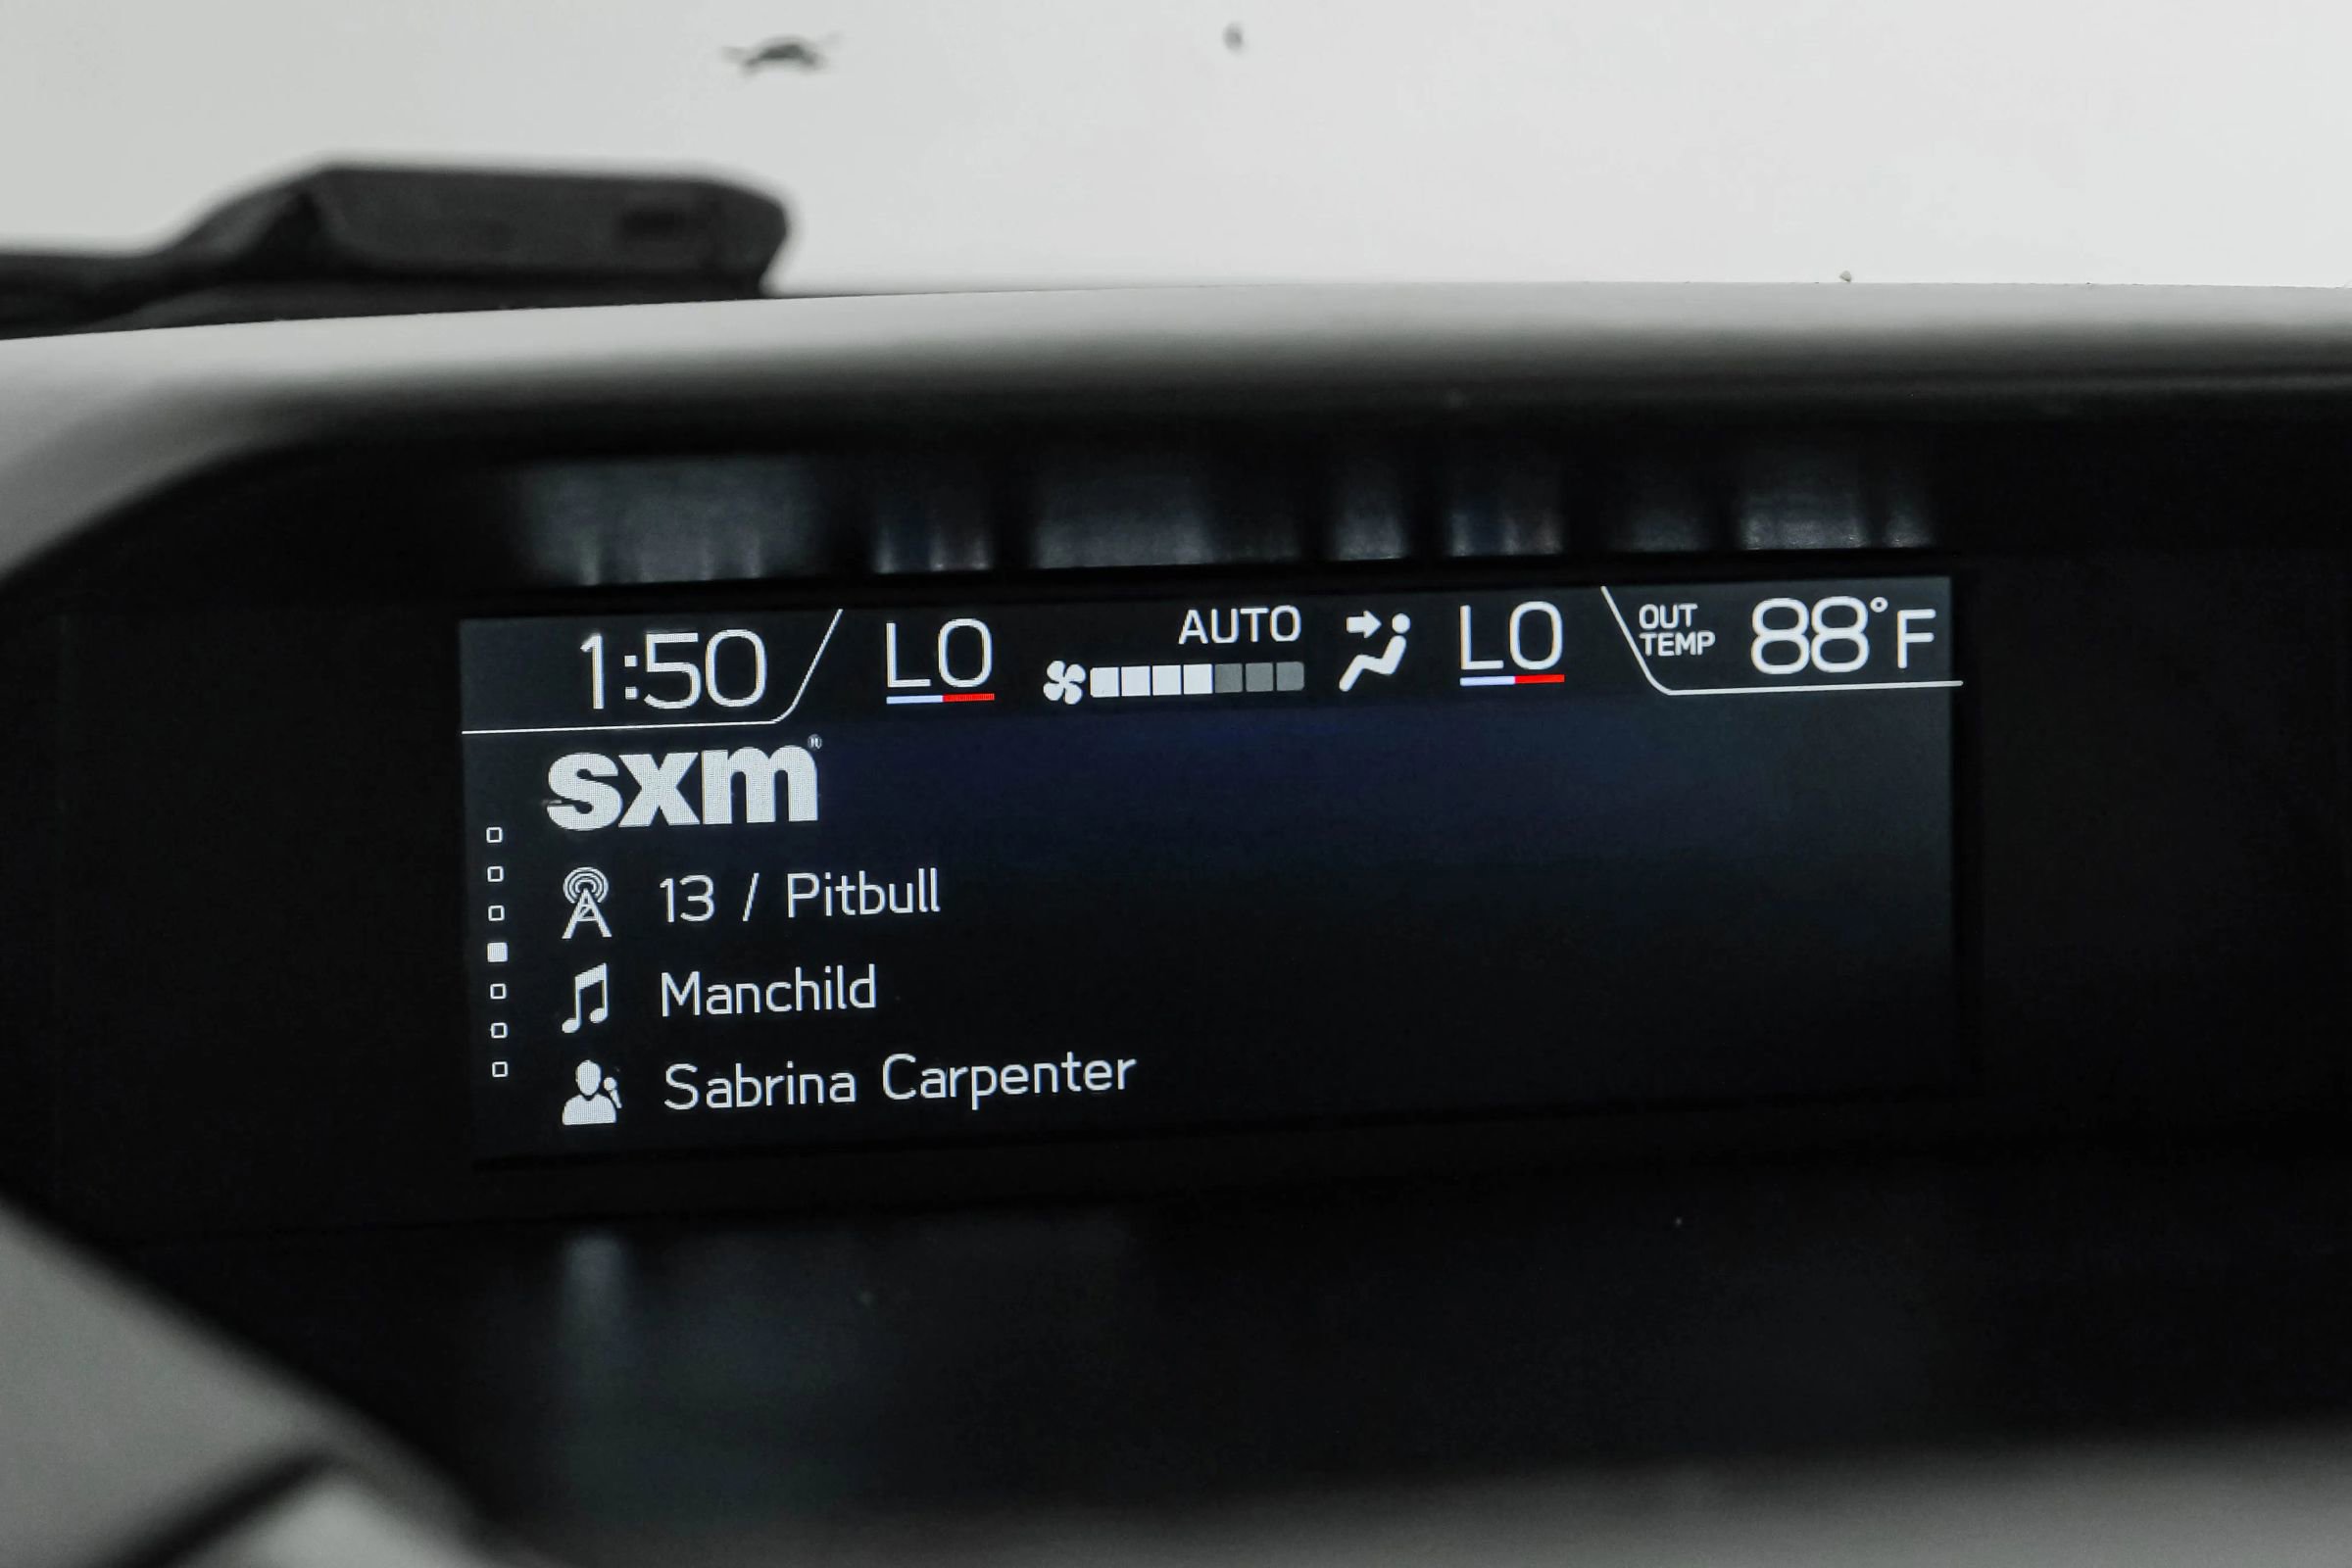 1:50 LO AUTO LO OUT TEMP 88°F
sxm®
13 / Pitbull
Manchild
Sabrina Carpenter